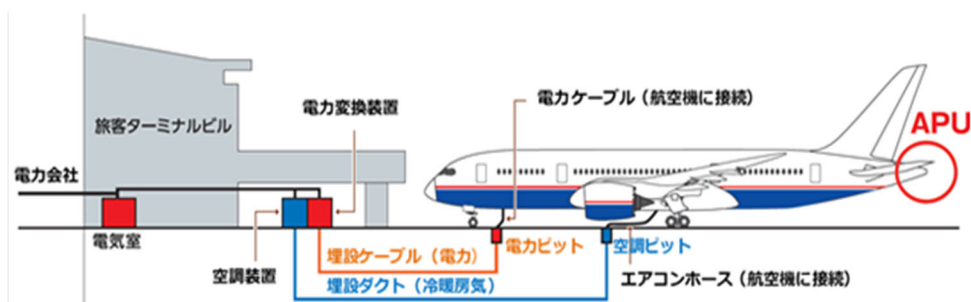 電力ケーブル（航空機に接続）
電力変換装置
APU
旅客ターミナルビル
電力会社
電気室
空調装置
埋設ケーブル（電力）
電力ピット
空調ピット
埋設ダクト（冷暖房気）
エアコンホース（航空機に接続）